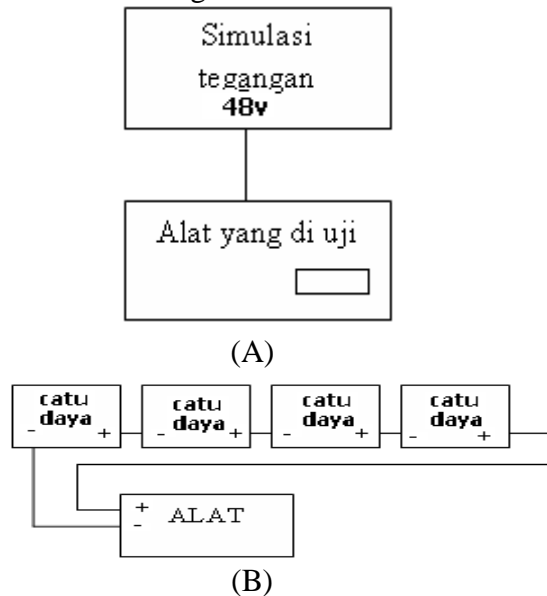 Simulasi
tegangan
48v
Alat yang di uji
(A)
catu catu catu catu
daya daya daya daya
- + - + - + - +
+ ALAT
-
(B)